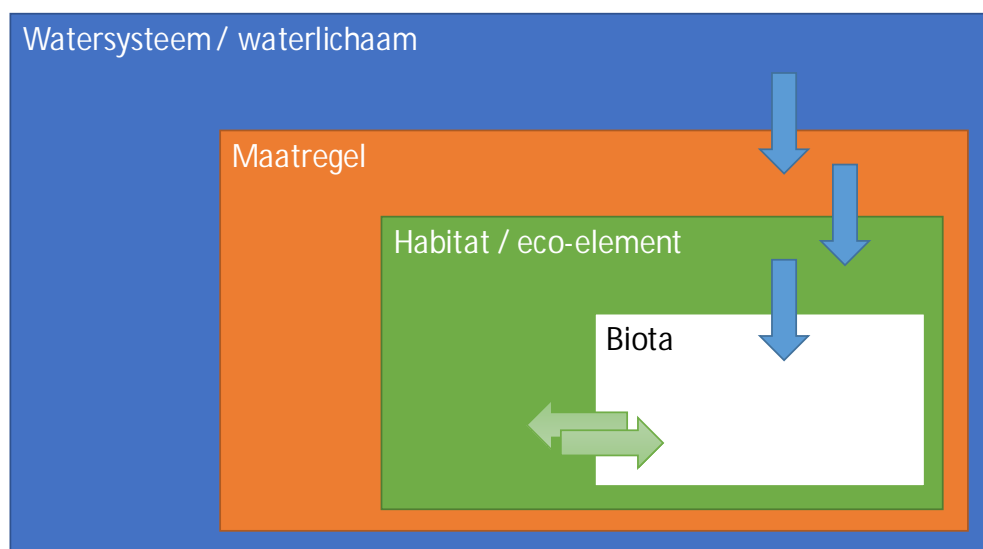 Watersysteem / waterlichaam
Maatregel
Habitat / eco-element
Biota